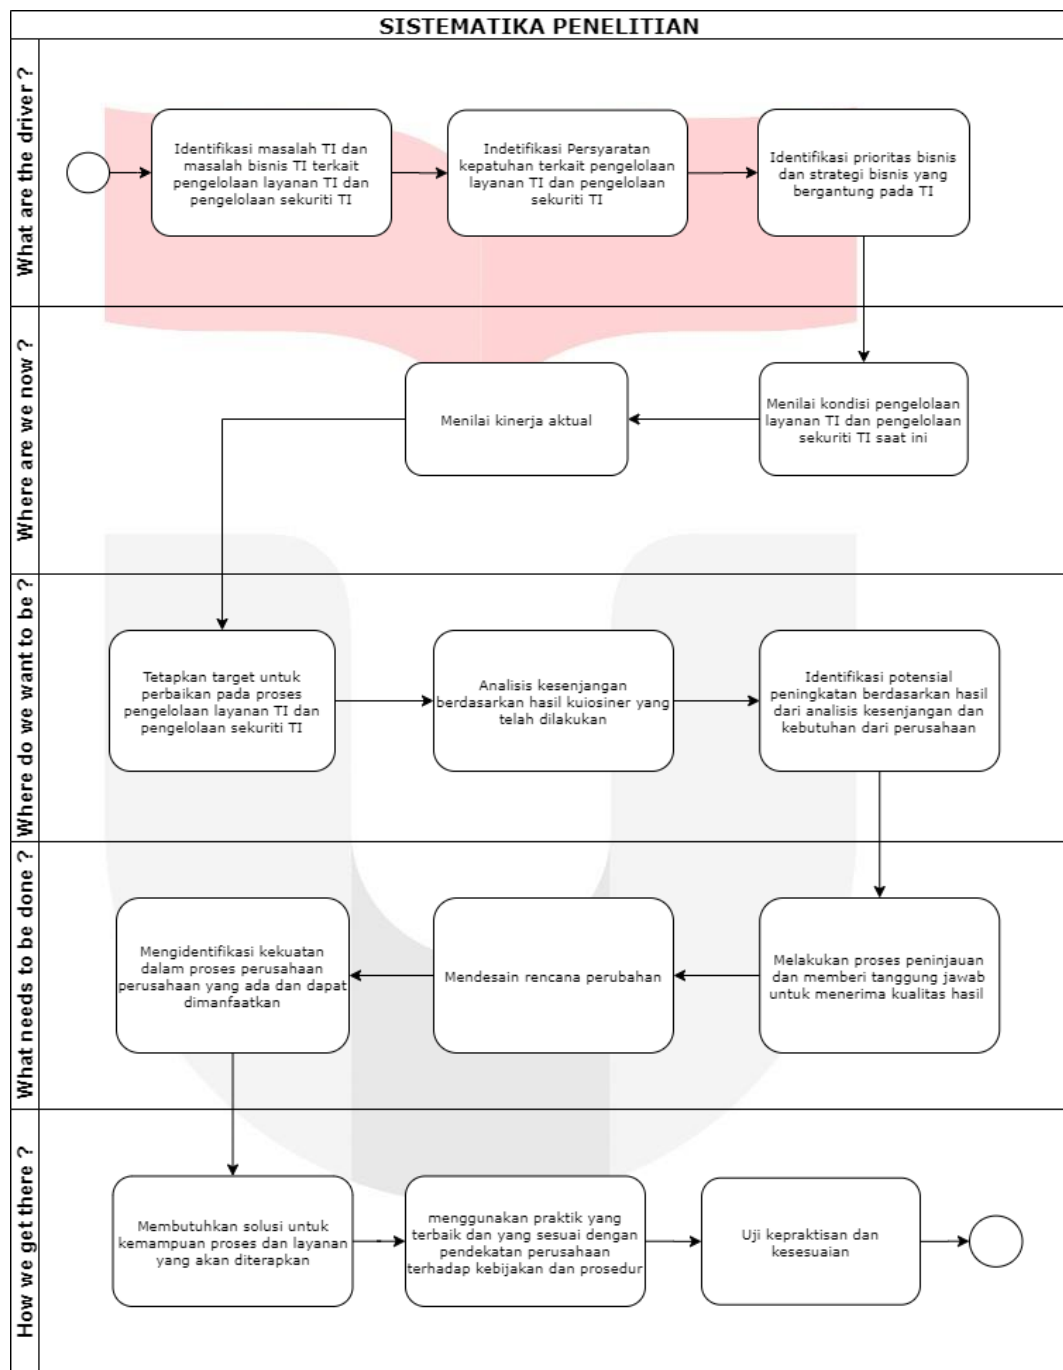 SISTEMATIKA PENELITIAN
What are the driver ?
Identifikasi masalah TI dan
masalah bisnis TI terkait
pengelolaan layanan TI dan
pengelolaan sekuriti TI
Indetifikasi Persyaratan
kepatuhan terkait pengelolaan
layanan TI dan pengelolaan
sekuriti TI
Identifikasi prioritas bisnis
dan strategi bisnis yang
bergantung pada TI
Where are we now ?
Menilai kondisi pengelolaan
layanan TI dan pengelolaan
sekuriti TI saat ini
Menilai kinerja aktual
Where do we want to be ?
Tetapkan target untuk
perbaikan pada proses
pengelolaan layanan TI dan
pengelolaan sekuriti TI
Analisis kesenjangan
berdasarkan hasil kuiosiner yang
telah dilakukan
Identifikasi potensial
peningkatan berdasarkan hasil
dari analisis kesenjangan dan
kebutuhan dari perusahaan
What needs to be done ?
Melakukan proses peninjauan
dan memberi tanggung jawab
untuk menerima kualitas hasil
Mendesain rencana perubahan
Mengidentifikasi kekuatan
dalam proses perusahaan
perusahaan yang ada dan dapat
dimanfaatkan
How we get there ?
Membutuhkan solusi untuk
kemampuan proses dan layanan
yang akan diterapkan
menggunakan praktik yang
terbaik dan yang sesuai dengan
pendekatan perusahaan
terhadap kebijakan dan prosedur
Uji kepraktisan dan
kesesuaian